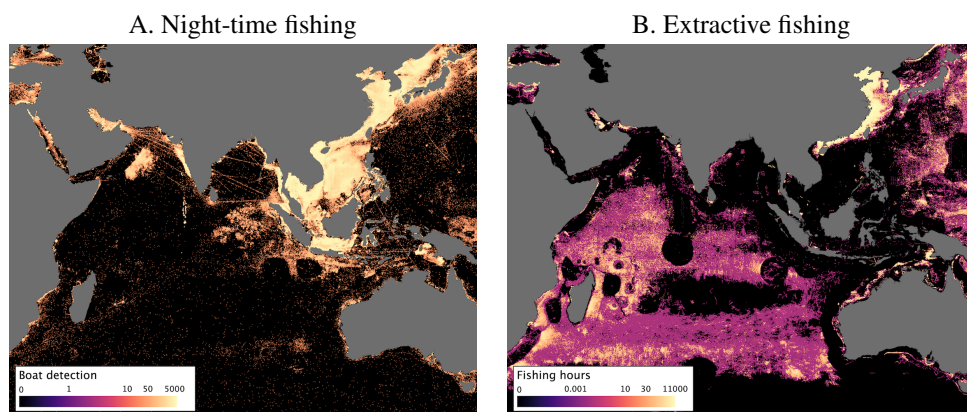 A. Night-time fishing
B. Extractive fishing
Boat detection
0 1 10 50 5000
Fishing hours
0 0.001 10 30 11000